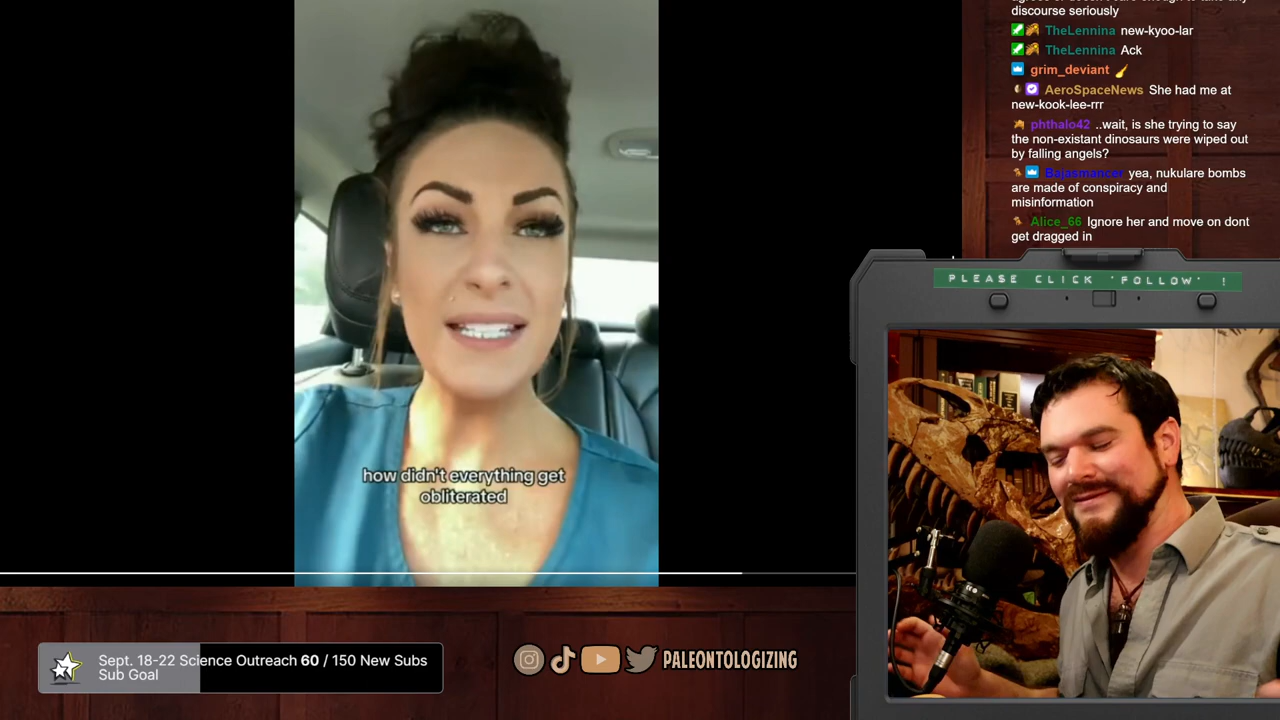 discourse seriously
TheLennina new-kyoo-lar
TheLennina Ack
grim_deviant
AeroSpaceNews She had me at
new-kook-lee-rrr
phthalo42 ..wait, is she trying to say
the non-existant dinosaurs were wiped out
by falling angels?
Bajasmancer yea, nukulare bombs
are made of conspiracy and
misinformation
Alice_66 Ignore her and move on dont
get dragged in
PLEASE CLICK 'FOLLOW' !
how didn't everything get
obliterated
Sept. 18-22 Science Outreach 60 / 150 New Subs
Sub Goal
PALEONTOLOGIZING